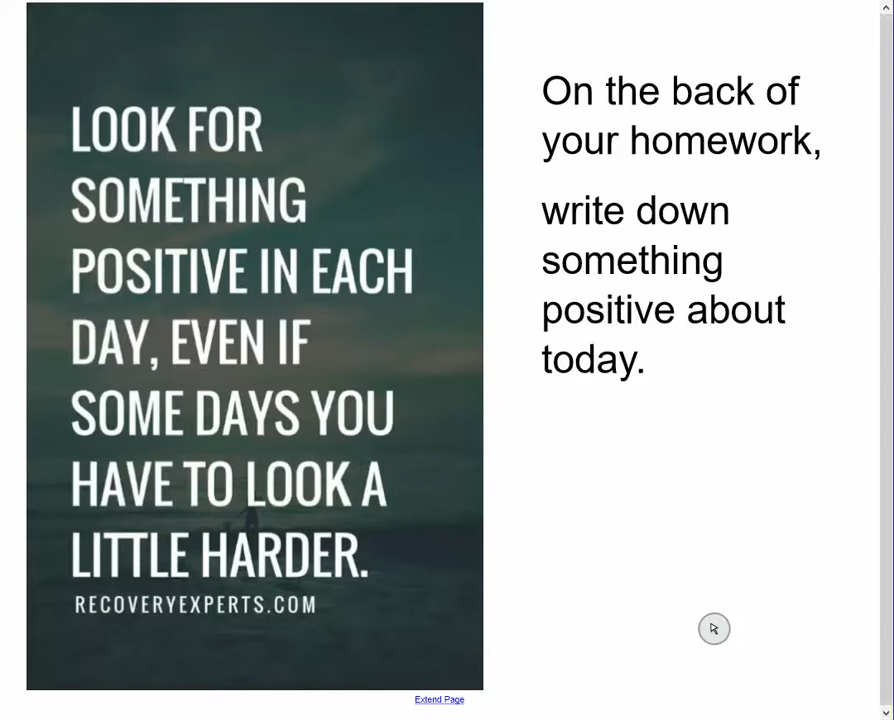 LOOK FOR
SOMETHING
POSITIVE IN EACH
DAY, EVEN IF
SOME DAYS YOU
HAVE TO LOOK A
LITTLE HARDER.
RECOVERYEXPERTS.COM
On the back of
your homework,
write down
something
positive about
today.
Extend Page